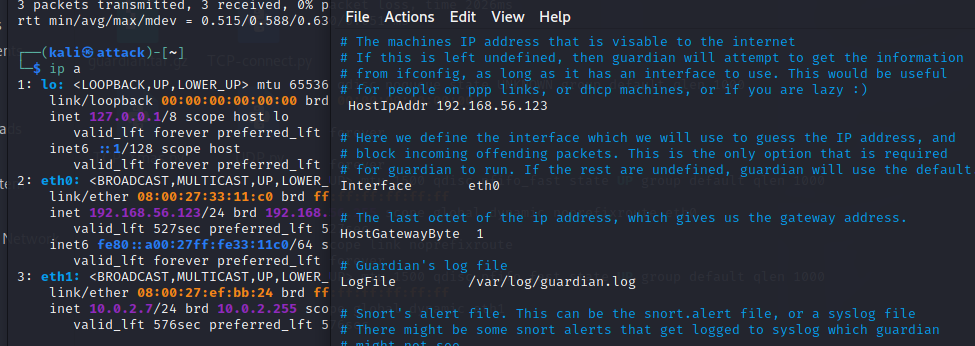 3 packets transmitted, 3 received, 0% p
rtt min/avg/max/mdev = 0.515/0.588/0.63
┌──(kali㉿attack)-[~]
└─$ ip a
1: lo: <LOOPBACK,UP,LOWER_UP> mtu 65536
link/loopback 00:00:00:00:00:00 brd
inet 127.0.0.1/8 scope host lo
valid_lft forever preferred_lft
inet6 ::1/128 scope host
valid_lft forever preferred_lft
2: eth0: <BROADCAST,MULTICAST,UP,LOWER_
link/ether 08:00:27:33:11:c0 brd ff
inet 192.168.56.123/24 brd 192.168.
valid_lft 527sec preferred_lft 5
inet6 fe80::a00:27ff:fe33:11c0/64 s
valid_lft forever preferred_lft
3: eth1: <BROADCAST,MULTICAST,UP,LOWER_
link/ether 08:00:27:ef:bb:24 brd ff
inet 10.0.2.7/24 brd 10.0.2.255 sco
valid_lft 576sec preferred_lft 5
File Actions Edit View Help
# The machines IP address that is visable to the internet
# If this is left undefined, then guardian will attempt to get the information
# from ifconfig, as long as it has an interface to use. This would be useful
# for people on ppp links, or dhcp machines, or if you are lazy :)
HostIpAddr 192.168.56.123
# Here we define the interface which we will use to guess the IP address, and
# block incoming offending packets. This is the only option that is required
# for guardian to run. If the rest are undefined, guardian will use the default
Interface eth0
# The last octet of the ip address, which gives us the gateway address.
HostGatewayByte 1
# Guardian's log file
LogFile /var/log/guardian.log
# Snort's alert file. This can be the snort.alert file, or a syslog file
# There might be some snort alerts that get logged to syslog which guardian
# might not see